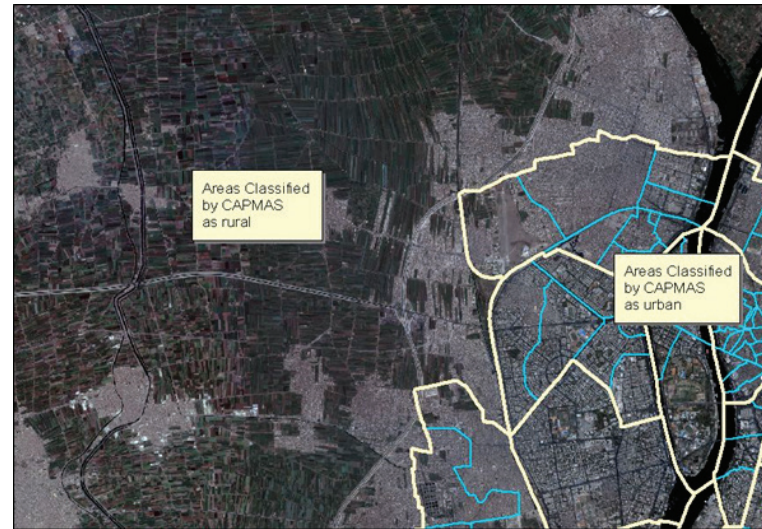 Areas Classified
by CAPMAS
as rural
Areas Classified
by CAPMAS
as urban